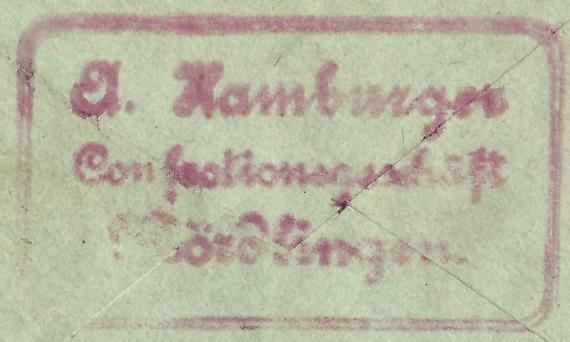 A. Hamburger
Confectionsgeschäft
Nördlingen.